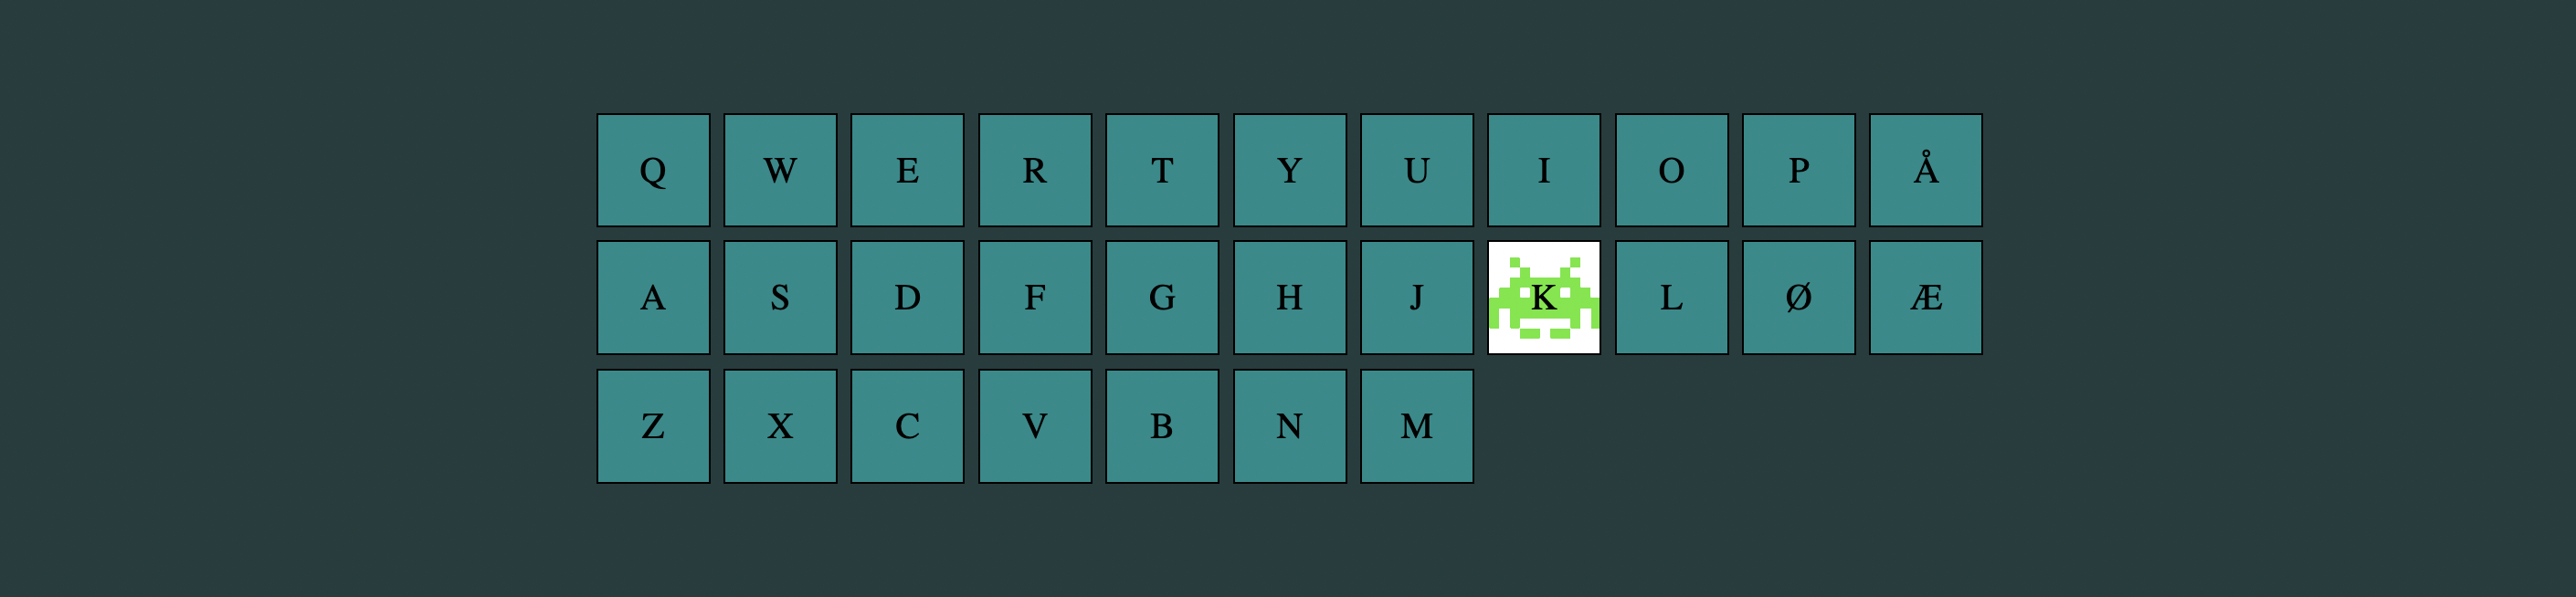 Q W E R T Y U I O P Å
A S D F G H J K L Ø Æ
Z X C V B N M